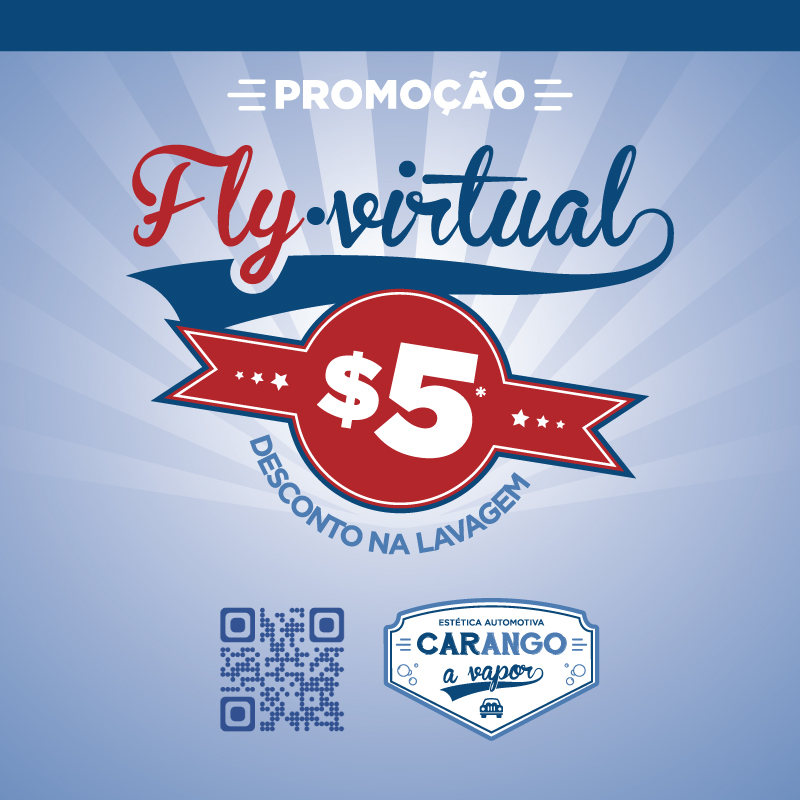 PROMOÇÃO
Fly·virtual
$5*
DESCONTO NA LAVAGEM
ESTÉTICA AUTOMOTIVA
CARANGO
a vapor